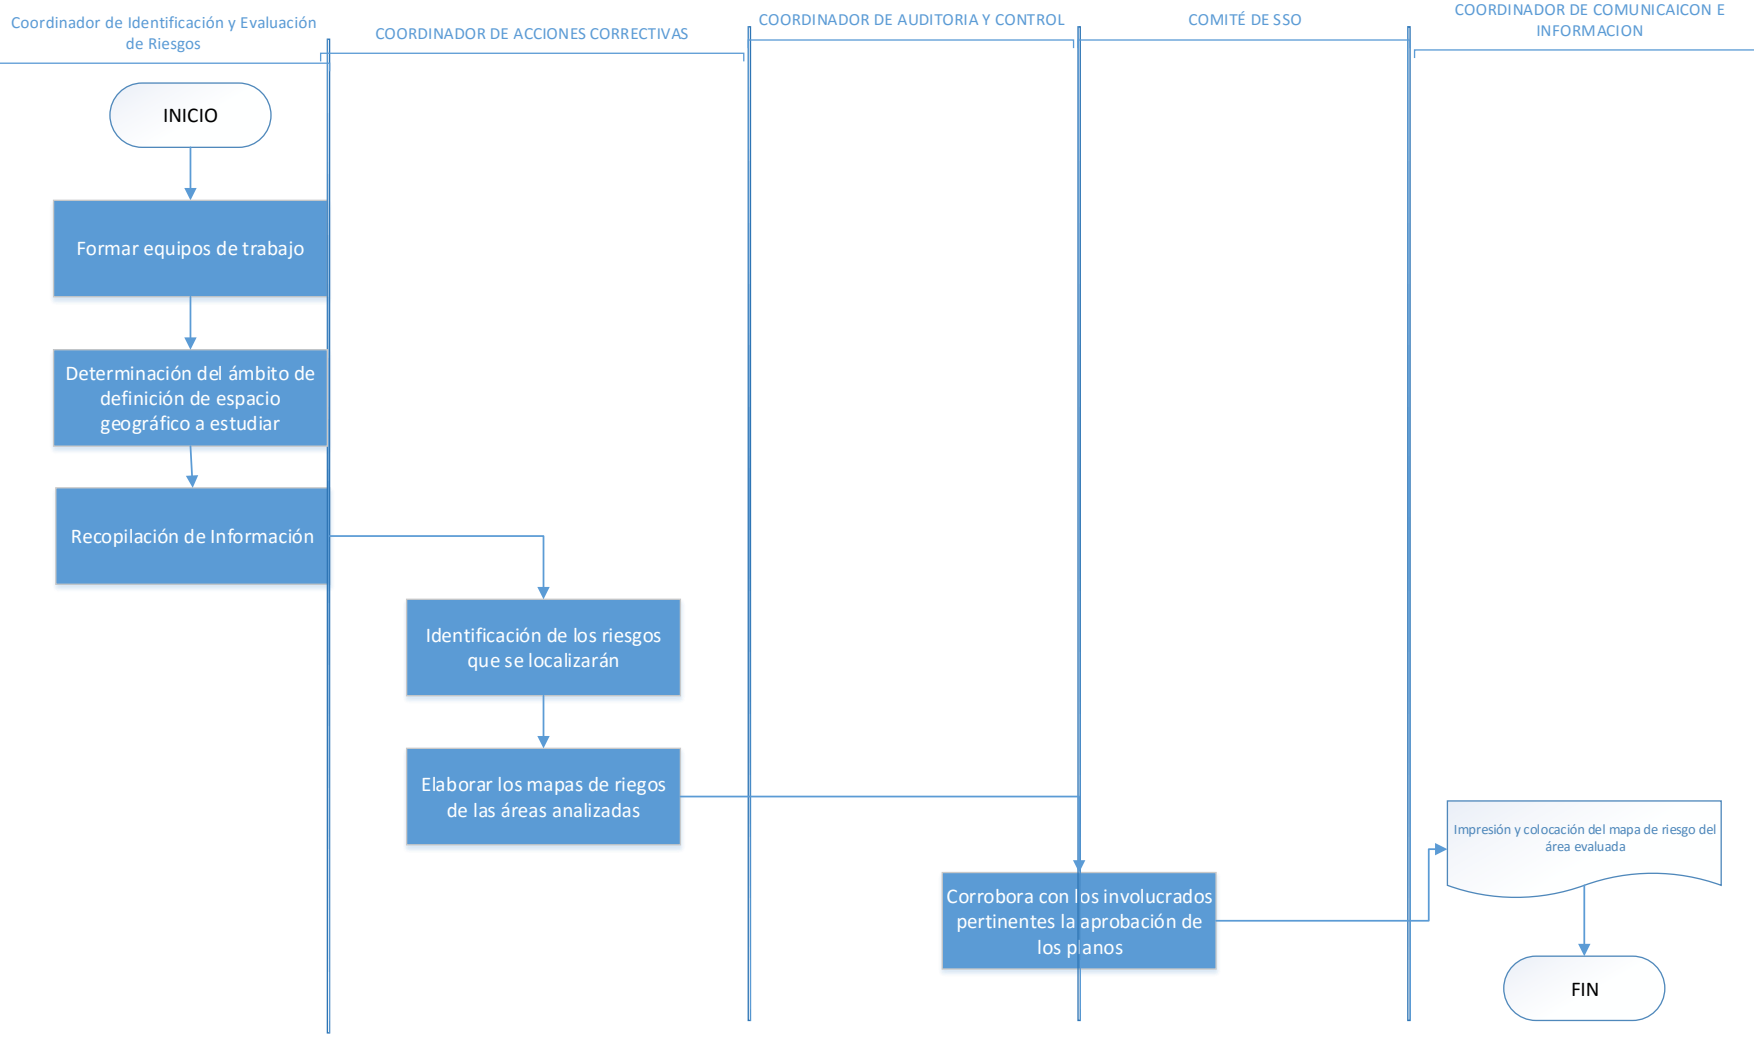 Coordinador de Identificación y Evaluación
de Riesgos
COORDINADOR DE ACCIONES CORRECTIVAS
COORDINADOR DE AUDITORIA Y CONTROL
COMITÉ DE SSO
COORDINADOR DE COMUNICAICON E
INFORMACION
INICIO
Formar equipos de trabajo
Determinación del ámbito de
definición de espacio
geográfico a estudiar
Recopilación de Información
Identificación de los riesgos
que se localizarán
Elaborar los mapas de riegos
de las áreas analizadas
Corrobora con los involucrados
pertinentes la aprobación de
los planos
Impresión y colocación del mapa de riesgo del
área evaluada
FIN